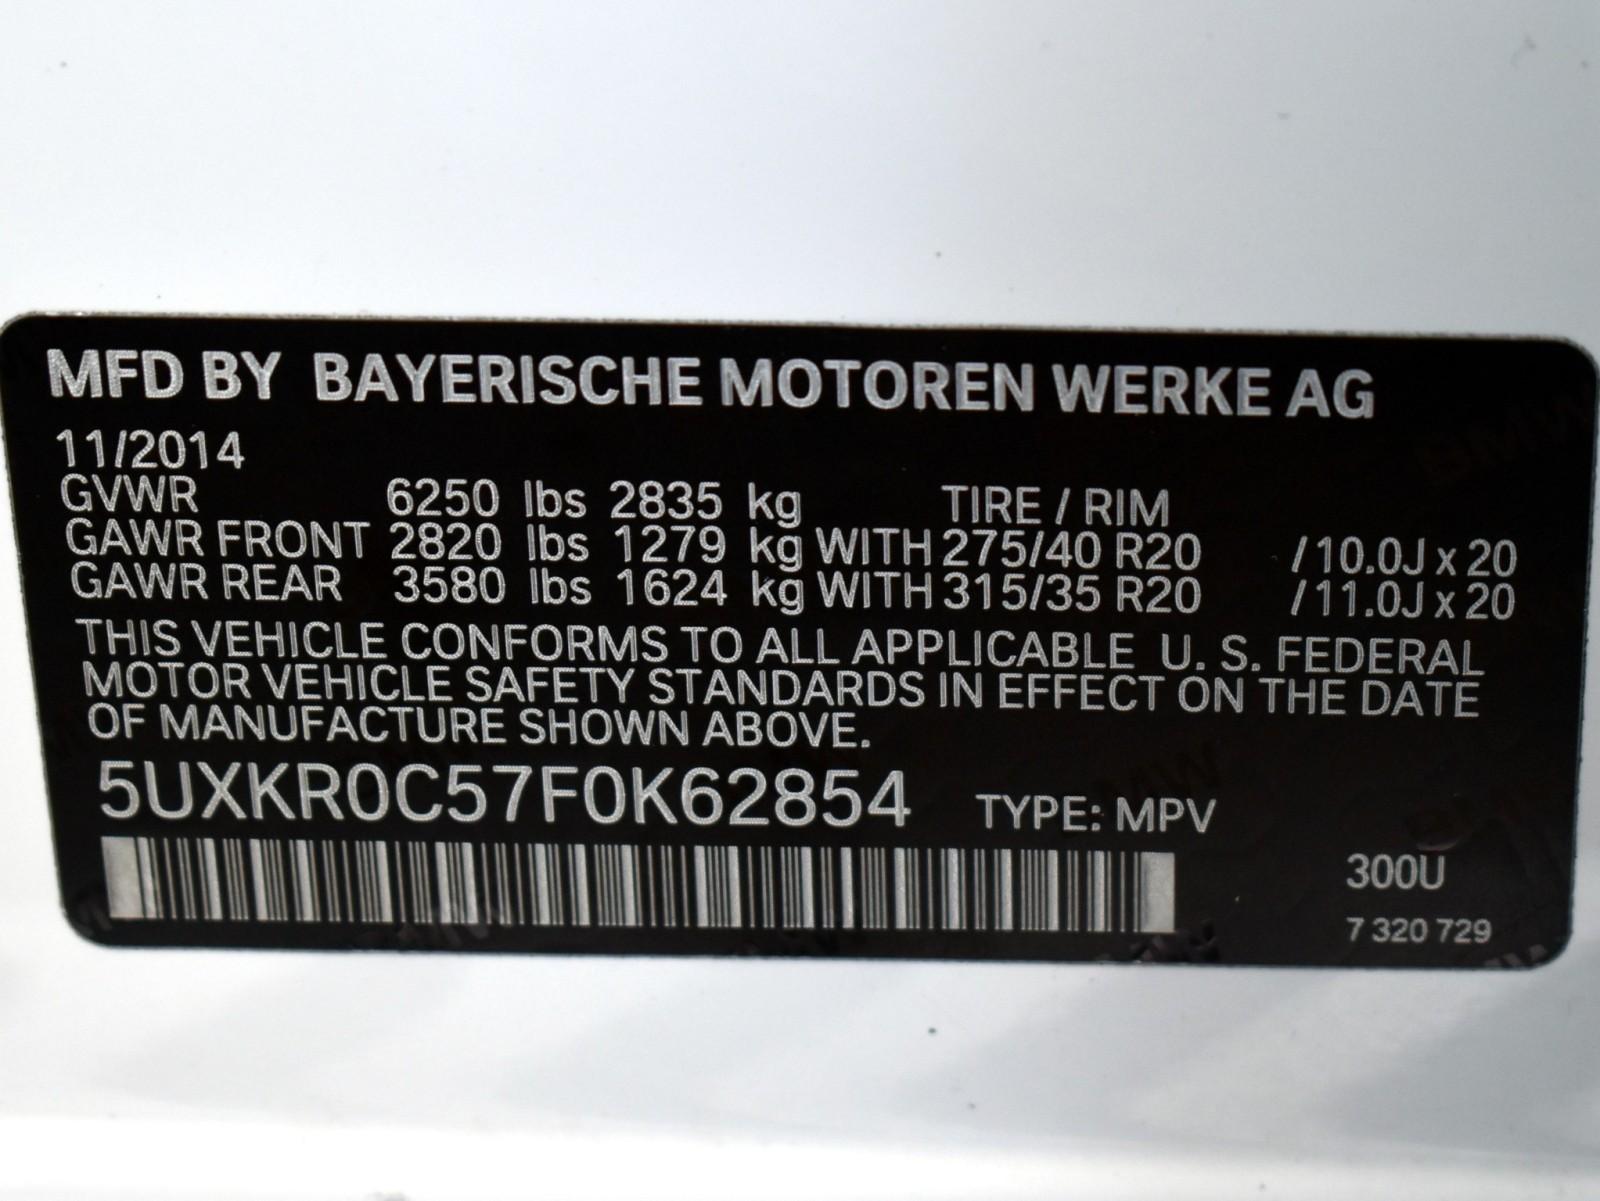 MFD BY BAYERISCHE MOTOREN WERKE AG
11/2014
GVWR 6250 lbs 2835 kg TIRE / RIM
GAWR FRONT 2820 lbs 1279 kg WITH 275/40 R20 /10.0J x 20
GAWR REAR 3580 lbs 1624 kg WITH 315/35 R20 /11.0J x 20
THIS VEHICLE CONFORMS TO ALL APPLICABLE U. S. FEDERAL
MOTOR VEHICLE SAFETY STANDARDS IN EFFECT ON THE DATE
OF MANUFACTURE SHOWN ABOVE.
5UXKR0C57F0K62854 TYPE: MPV
300U
7 320 729